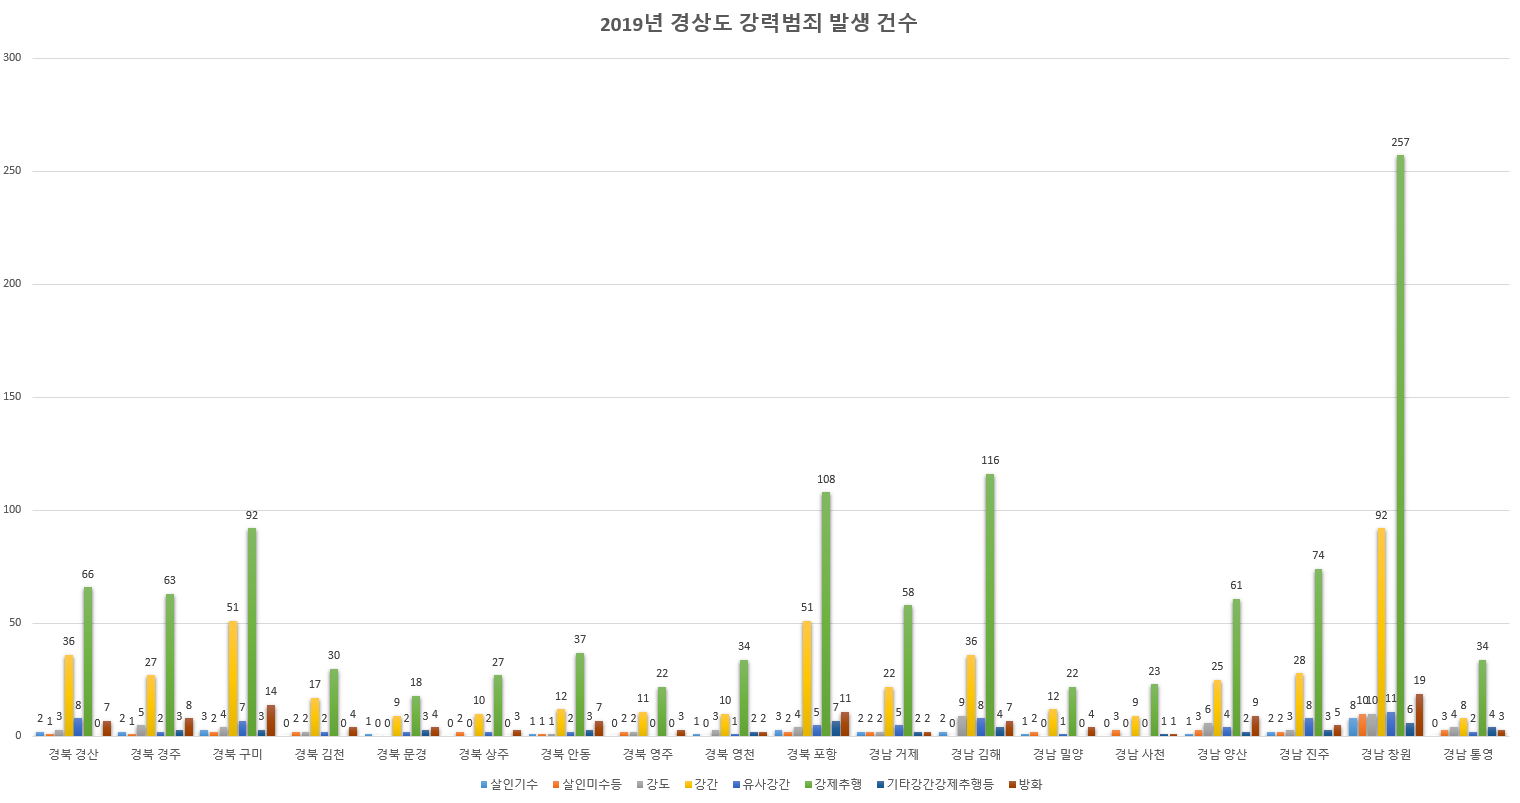 2019년 경상도 강력범죄 발생 건수
300
250
200
150
100
50
0
2 1 3 36 8 66 0 7
2 1 5 27 2 63 3 8
3 2 4 51 7 92 3 14
0 2 2 17 2 30 0 4
1 0 0 9 2 18 3 4
0 2 0 10 2 27 0 3
1 1 1 12 2 37 3 7
0 2 2 11 0 22 0 3
1 0 3 10 1 34 2 2
3 2 4 51 5 108 7 11
2 2 2 22 5 58 2 2
2 0 9 36 8 116 4 7
1 2 0 12 1 22 0 4
0 3 0 9 0 23 1 1
1 3 6 25 4 61 2 9
2 2 3 28 8 74 3 5
8 10 10 92 11 257 6 19
0 3 4 8 2 34 4 3
경북 경산 경북 경주 경북 구미 경북 김천 경북 문경 경북 상주 경북 안동 경북 영주 경북 영천 경북 포항 경남 거제 경남 김해 경남 밀양 경남 사천 경남 양산 경남 진주 경남 창원 경남 통영
살인기수 살인미수등 강도 강간 유사강간 강제추행 기타강간강제추행등 방화